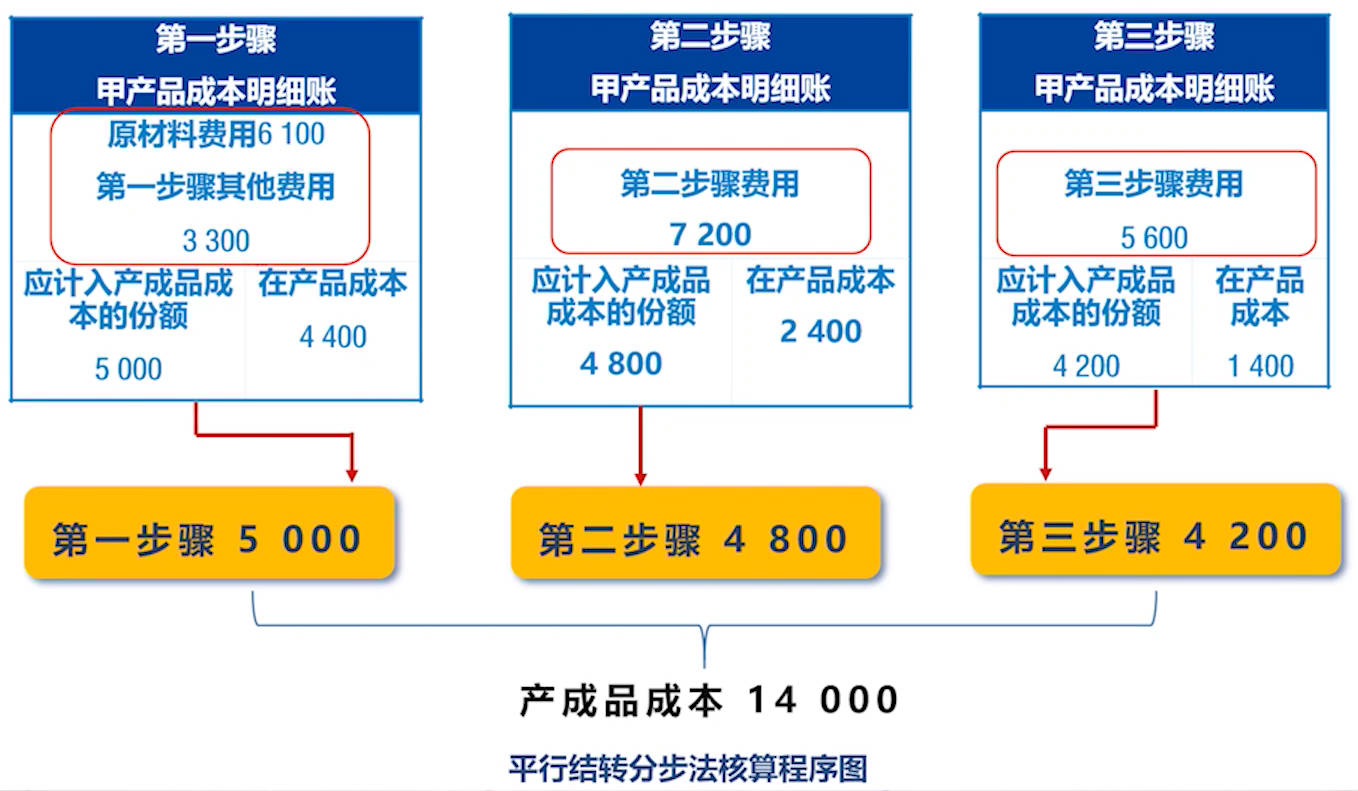 第一步骤
甲产品成本明细账
原材料费用6 100
第一步骤其他费用
3 300
应计入产品成品成
本的份额
5 000
在产品成本
4 400
第二步骤
甲产品成本明细账
第二步骤费用
7 200
应计入产成品
成本的份额
4 800
在产品成本
2 400
第三步骤
甲产品成本明细账
第三步骤费用
5 600
应计入产成品
成本的份额
4 200
在产品
成本
1 400
第一步骤 5 000
第二步骤 4 800
第三步骤 4 200
产成品成本 14 000
平行结转分步法核算程序图